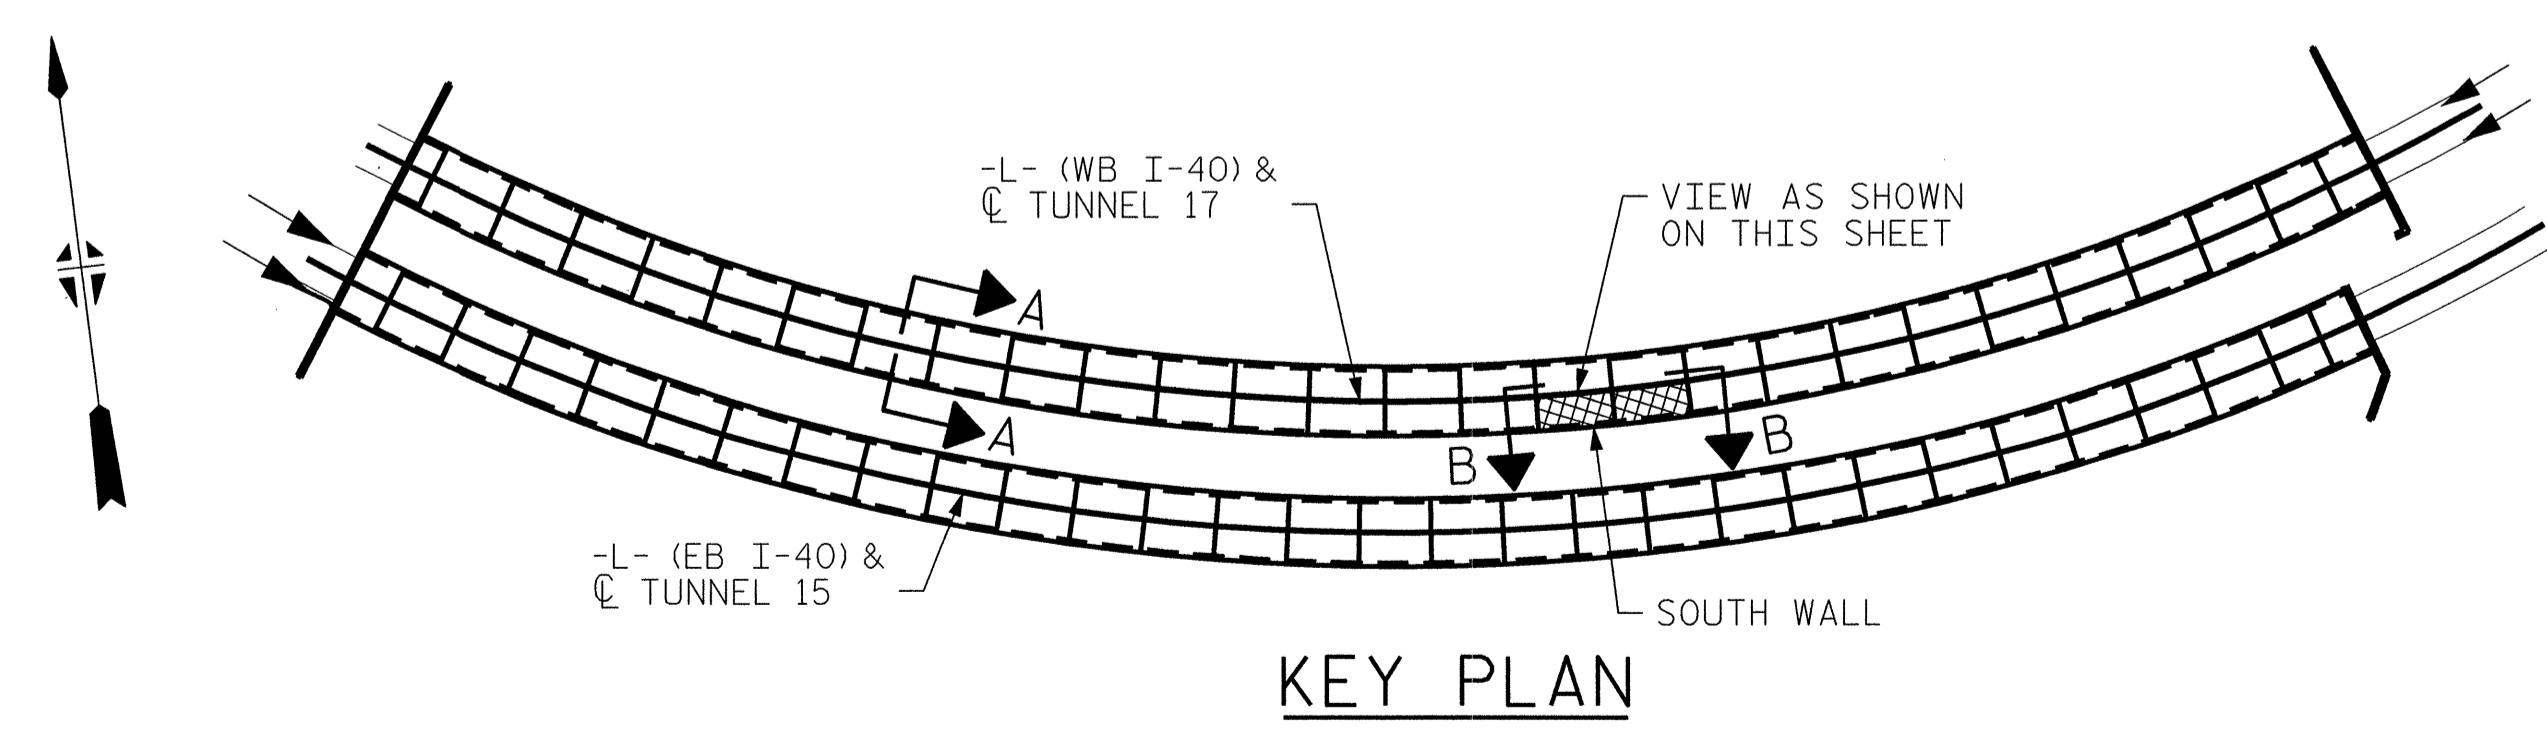 -L- (WB I-40) &
℄ TUNNEL 17
VIEW AS SHOWN
ON THIS SHEET
A
A
B
B
-L- (EB I-40) &
℄ TUNNEL 15
SOUTH WALL
KEY PLAN